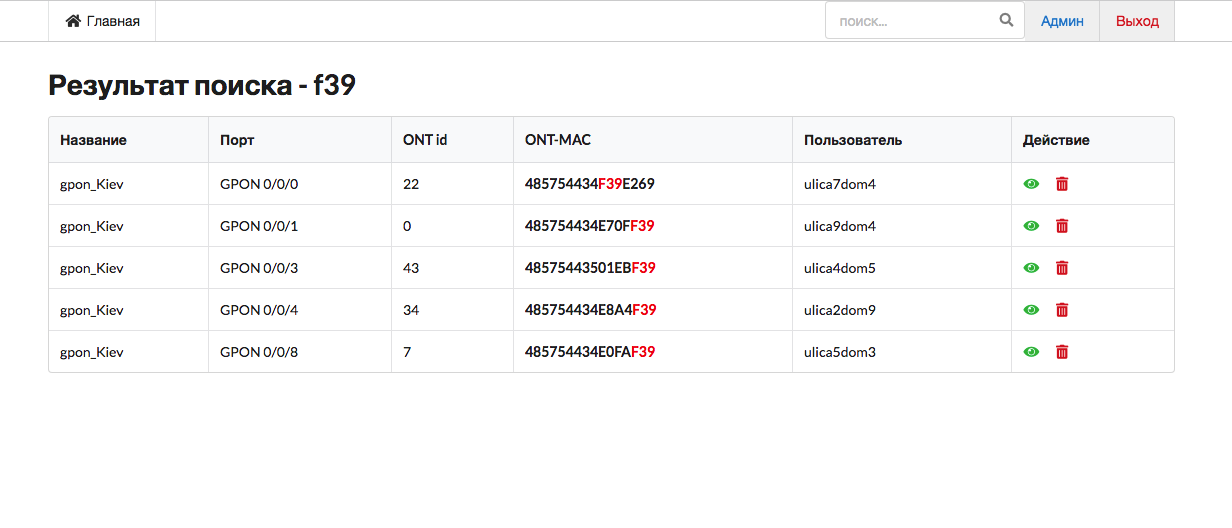 Главная поиск... Админ Выход
Результат поиска - f39
Название Порт ONT id ONT-MAC Пользователь Действие
gpon_Kiev GPON 0/0/0 22 485754434F39E269 ulica7dom4
gpon_Kiev GPON 0/0/1 0 485754434E70FF39 ulica9dom4
gpon_Kiev GPON 0/0/3 43 48575443501EBF39 ulica4dom5
gpon_Kiev GPON 0/0/4 34 485754434E8A4F39 ulica2dom9
gpon_Kiev GPON 0/0/8 7 485754434E0FAF39 ulica5dom3